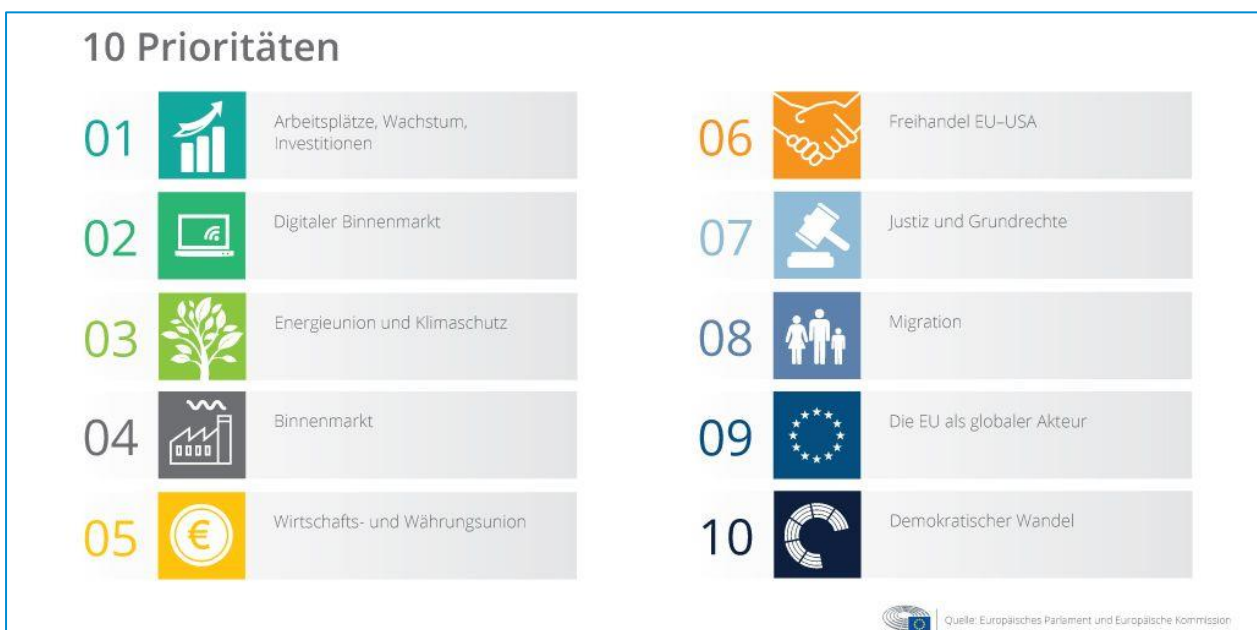 10 Prioritäten
01
Arbeitsplätze, Wachstum,
Investitionen
02
Digitaler Binnenmarkt
03
Energieunion und Klimaschutz
04
Binnenmarkt
05
€
Wirtschafts- und Währungsunion
06
Freihandel EU–USA
07
Justiz und Grundrechte
08
Migration
09
Die EU als globaler Akteur
10
Demokratischer Wandel
Quelle: Europäisches Parlament und Europäische Kommission